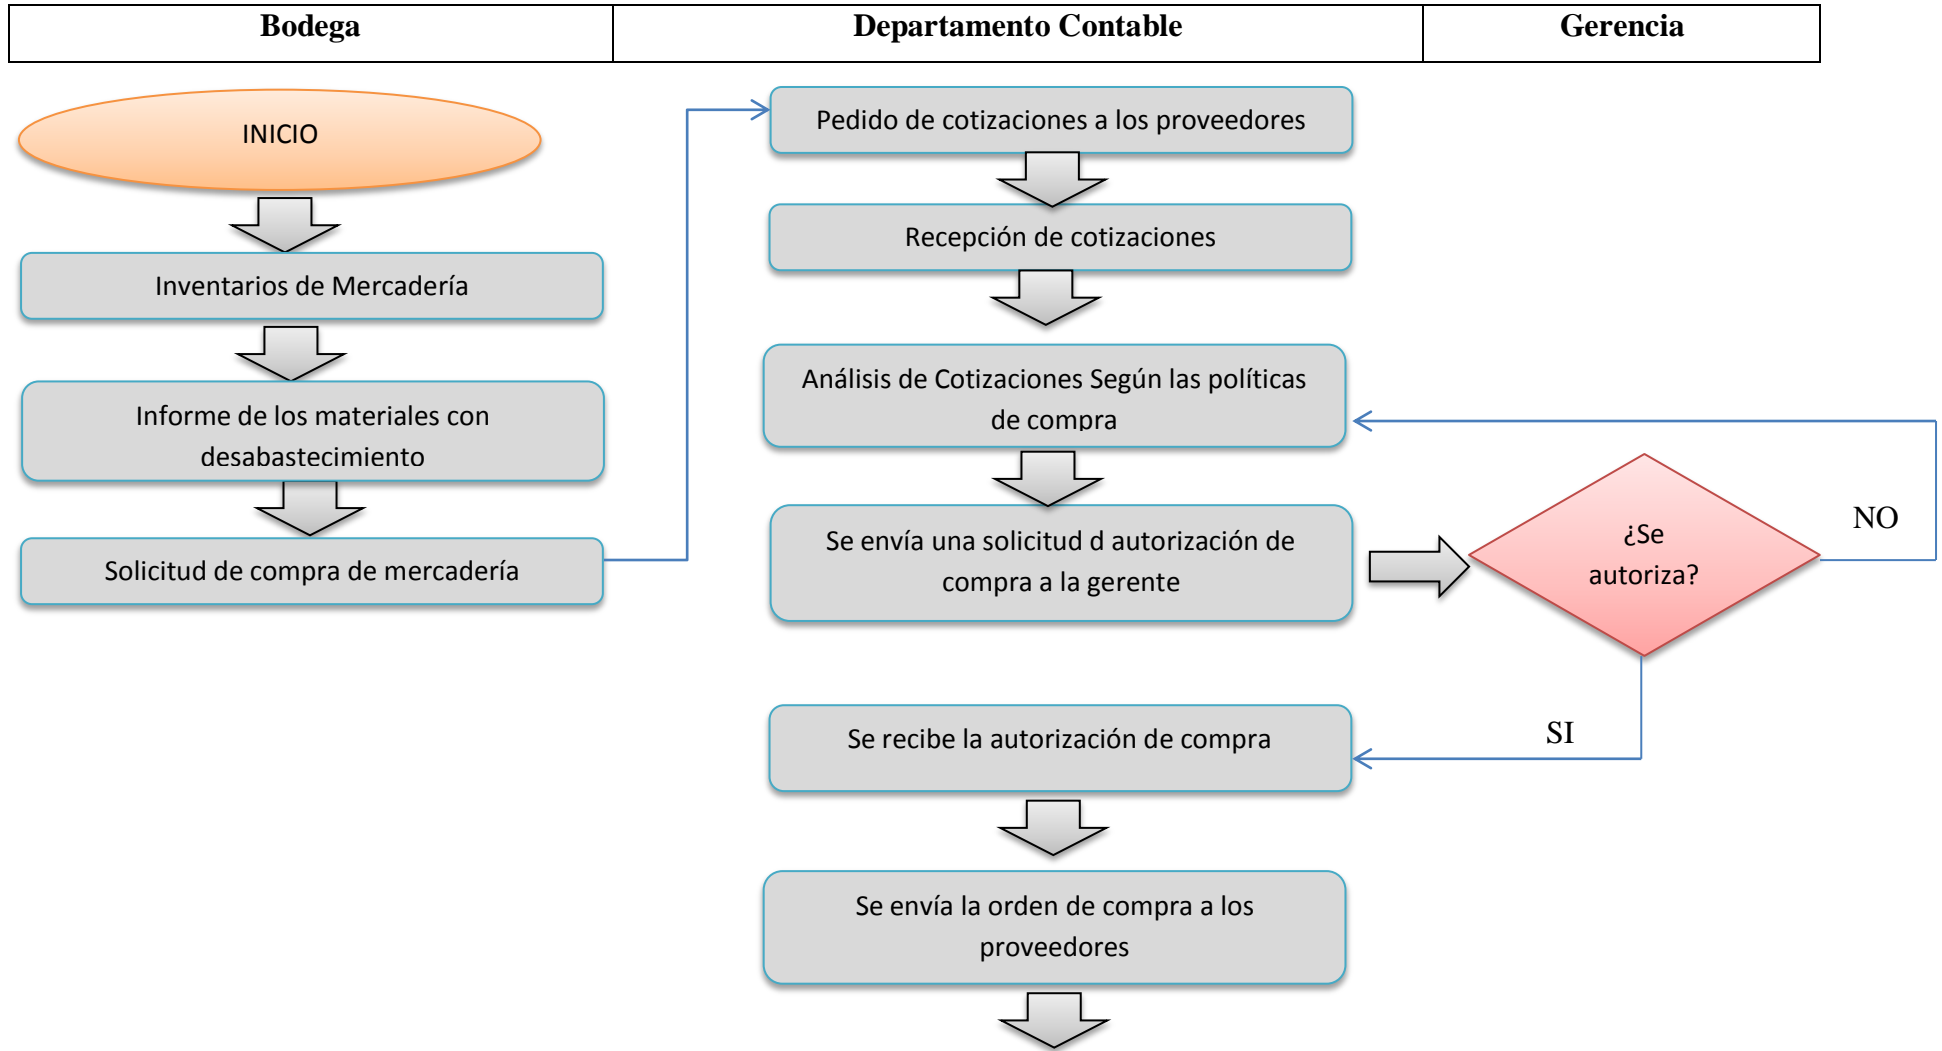 Bodega
Departamento Contable
Gerencia
INICIO
Inventarios de Mercadería
Informe de los materiales con
desabastecimiento
Solicitud de compra de mercadería
Pedido de cotizaciones a los proveedores
Recepción de cotizaciones
Análisis de Cotizaciones Según las políticas
de compra
Se envía una solicitud d autorización de
compra a la gerente
¿Se
autoriza?
NO
SI
Se recibe la autorización de compra
Se envía la orden de compra a los
proveedores